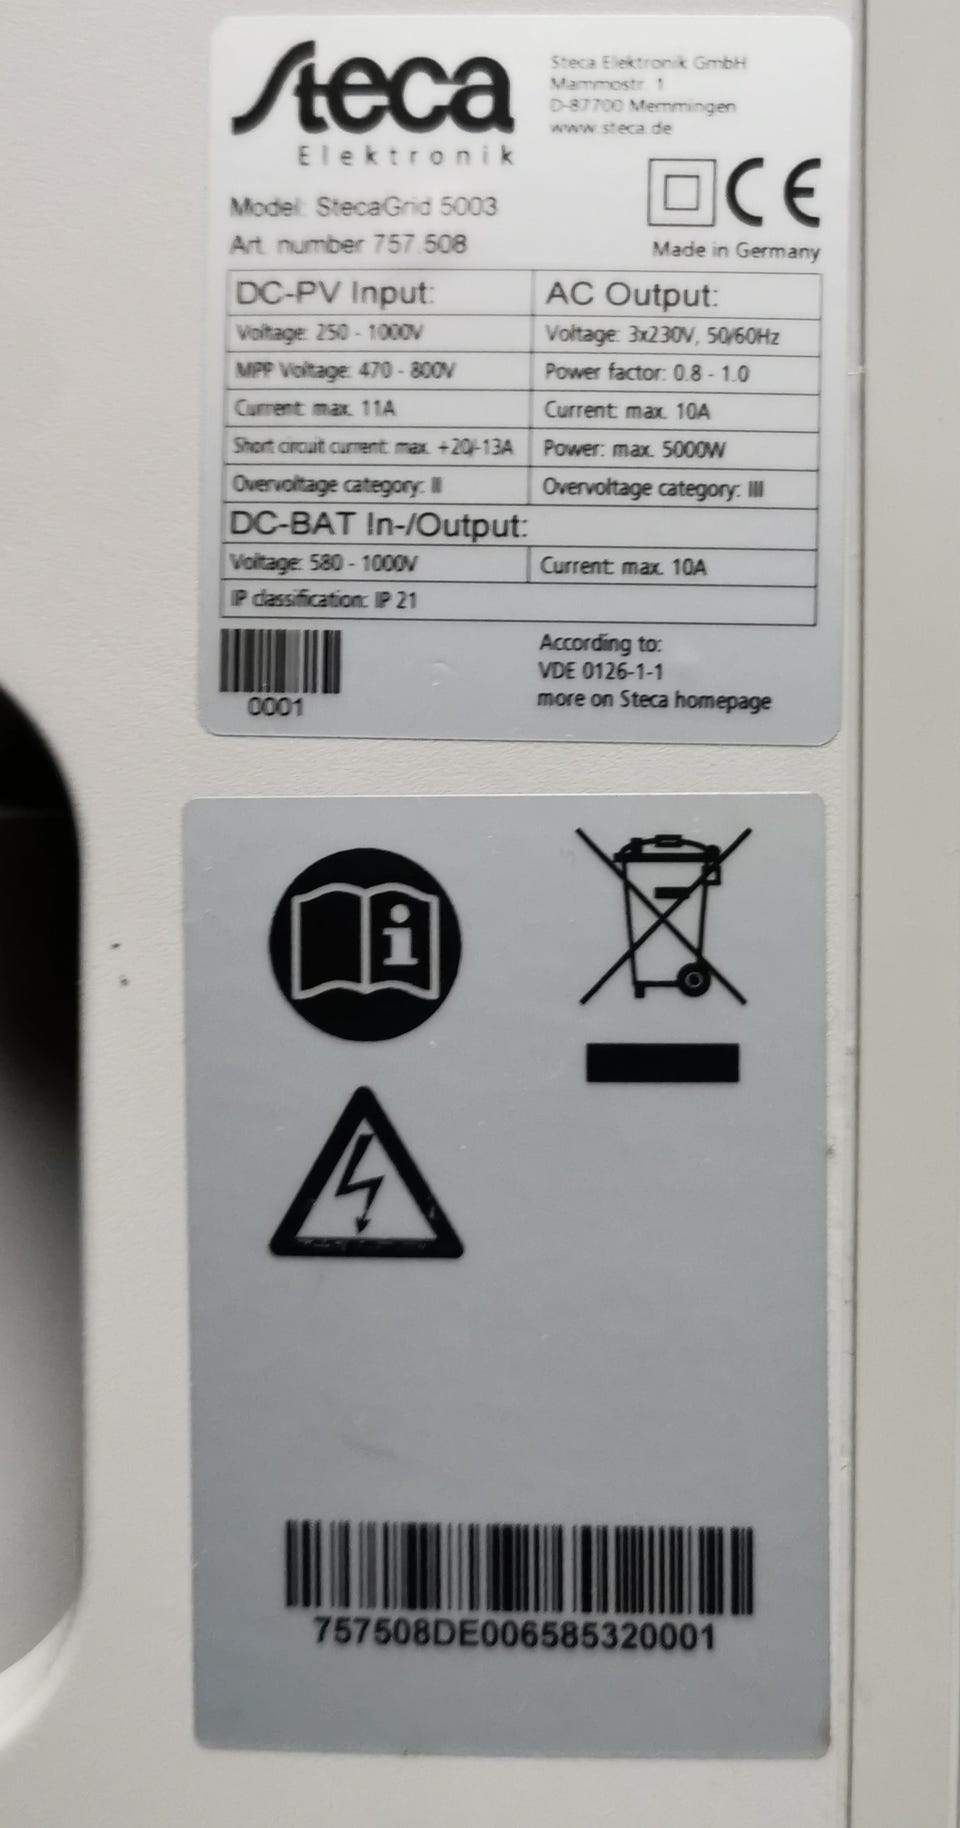 Steca
Elektronik
Steca Elektronik GmbH
Mammostr. 1
D-87700 Memmingen
www.steca.de
Model: StecaGrid 5003
Art. number 757.508
CE
Made in Germany
DC-PV Input: AC Output:
Voltage: 250 - 1000V Voltage: 3x230V, 50/60Hz
MPP Voltage: 470 - 800V Power factor: 0.8 - 1.0
Current: max. 11A Current: max. 10A
Short circuit current: max. +20/-13A Power: max. 5000W
Overvoltage category: II Overvoltage category: III
DC-BAT In-/Output:
Voltage: 580 - 1000V Current: max. 10A
IP classification: IP 21
0001
According to:
VDE 0126-1-1
more on Steca homepage
i
757508DE006585320001